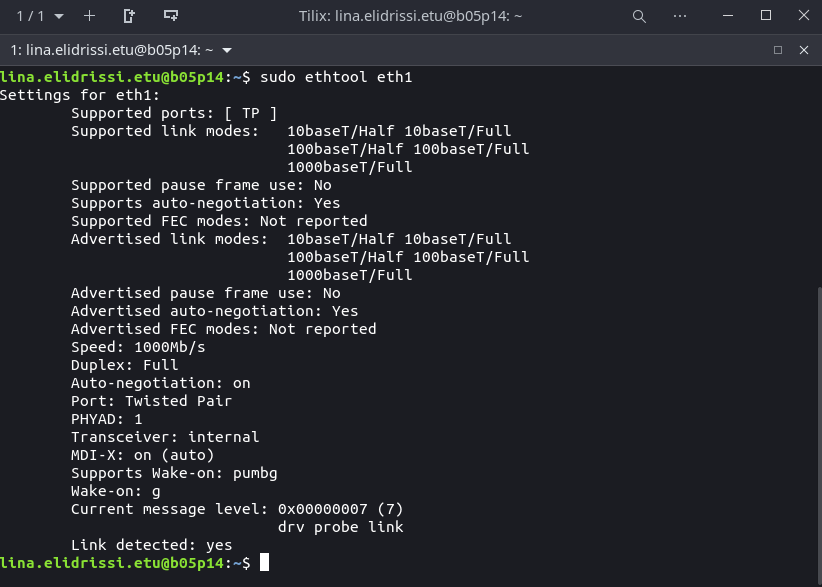 1 / 1
Tilix: lina.elidrissi.etu@b05p14: ~
1: lina.elidrissi.etu@b05p14: ~
lina.elidrissi.etu@b05p14:~$ sudo ethtool eth1
Settings for eth1:
Supported ports: [ TP ]
Supported link modes: 10baseT/Half 10baseT/Full
100baseT/Half 100baseT/Full
1000baseT/Full
Supported pause frame use: No
Supports auto-negotiation: Yes
Supported FEC modes: Not reported
Advertised link modes: 10baseT/Half 10baseT/Full
100baseT/Half 100baseT/Full
1000baseT/Full
Advertised pause frame use: No
Advertised auto-negotiation: Yes
Advertised FEC modes: Not reported
Speed: 1000Mb/s
Duplex: Full
Auto-negotiation: on
Port: Twisted Pair
PHYAD: 1
Transceiver: internal
MDI-X: on (auto)
Supports Wake-on: pumbg
Wake-on: g
Current message level: 0x00000007 (7)
drv probe link
Link detected: yes
lina.elidrissi.etu@b05p14:~$